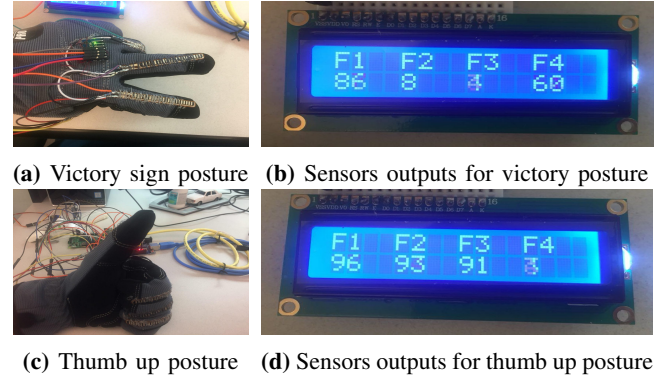 F1 F2 F3 F4
86 8 4 60
(a) Victory sign posture (b) Sensors outputs for victory posture
F1 F2 F3 F4
96 93 91 3
(c) Thumb up posture (d) Sensors outputs for thumb up posture